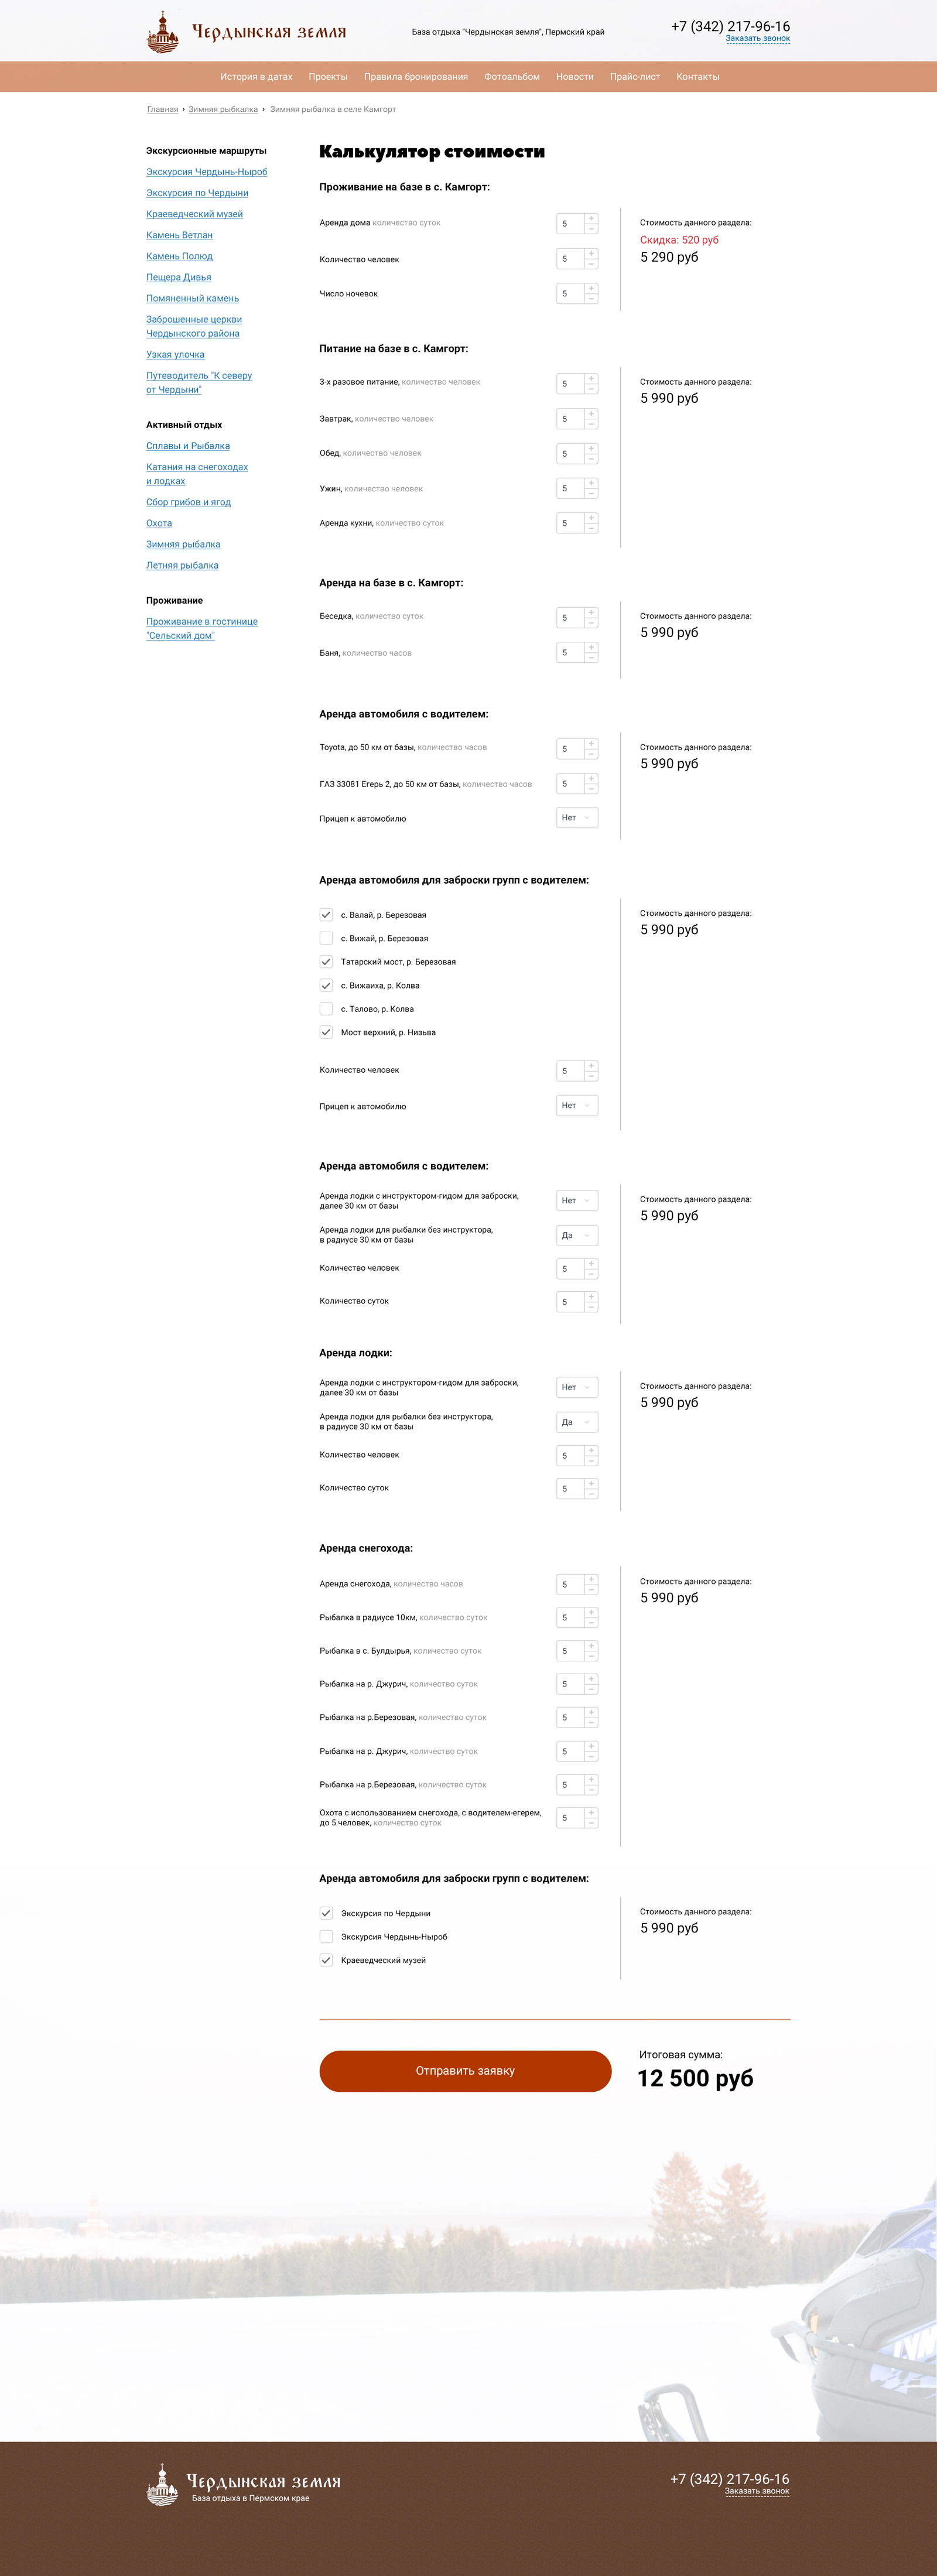 Чердынская земля
База отдыха "Чердынская земля", Пермский край
+7 (342) 217-96-16
Заказать звонок
История в датах Проекты Правила бронирования Фотоальбом Новости Прайс-лист Контакты
Главная › Зимняя рыбкалка › Зимняя рыбалка в селе Камгорт
Экскурсионные маршруты
Экскурсия Чердынь-Ныроб
Экскурсия по Чердыни
Краеведческий музей
Камень Ветлан
Камень Полюд
Пещера Дивья
Помяненный камень
Заброшенные церкви
Чердынского района
Узкая улочка
Путеводитель "К северу
от Чердыни"
Активный отдых
Сплавы и Рыбалка
Катания на снегоходах
и лодках
Сбор грибов и ягод
Охота
Зимняя рыбалка
Летняя рыбалка
Проживание
Проживание в гостинице
"Сельский дом"
Калькулятор стоимости
Проживание на базе в с. Камгорт:
Аренда дома количество суток 5
Количество человек 5
Число ночевок 5
Стоимость данного раздела:
Скидка: 520 руб
5 290 руб
Питание на базе в с. Камгорт:
3-х разовое питание, количество человек 5
Завтрак, количество человек 5
Обед, количество человек 5
Ужин, количество человек 5
Аренда кухни, количество суток 5
Стоимость данного раздела:
5 990 руб
Аренда на базе в с. Камгорт:
Беседка, количество суток 5
Баня, количество часов 5
Стоимость данного раздела:
5 990 руб
Аренда автомобиля с водителем:
Toyota, до 50 км от базы, количество часов 5
ГАЗ 33081 Егерь 2, до 50 км от базы, количество часов 5
Прицеп к автомобилю Нет
Стоимость данного раздела:
5 990 руб
Аренда автомобиля для заброски групп с водителем:
с. Валай, р. Березовая
с. Вижай, р. Березовая
Татарский мост, р. Березовая
с. Вижаиха, р. Колва
с. Талово, р. Колва
Мост верхний, р. Низьва
Количество человек 5
Прицеп к автомобилю Нет
Стоимость данного раздела:
5 990 руб
Аренда автомобиля с водителем:
Аренда лодки с инструктором-гидом для заброски,
далее 30 км от базы Нет
Аренда лодки для рыбалки без инструктора,
в радиусе 30 км от базы Да
Количество человек 5
Количество суток 5
Стоимость данного раздела:
5 990 руб
Аренда лодки:
Аренда лодки с инструктором-гидом для заброски,
далее 30 км от базы Нет
Аренда лодки для рыбалки без инструктора,
в радиусе 30 км от базы Да
Количество человек 5
Количество суток 5
Стоимость данного раздела:
5 990 руб
Аренда снегохода:
Аренда снегохода, количество часов 5
Рыбалка в радиусе 10км, количество суток 5
Рыбалка в с. Булдырья, количество суток 5
Рыбалка на р. Джурич, количество суток 5
Рыбалка на р.Березовая, количество суток 5
Рыбалка на р. Джурич, количество суток 5
Рыбалка на р.Березовая, количество суток 5
Охота с использованием снегохода, с водителем-егерем,
до 5 человек, количество суток 5
Стоимость данного раздела:
5 990 руб
Аренда автомобиля для заброски групп с водителем:
Экскурсия по Чердыни
Экскурсия Чердынь-Ныроб
Краеведческий музей
Стоимость данного раздела:
5 990 руб
Отправить заявку
Итоговая сумма:
12 500 руб
Чердынская земля
База отдыха в Пермском крае
+7 (342) 217-96-16
Заказать звонок